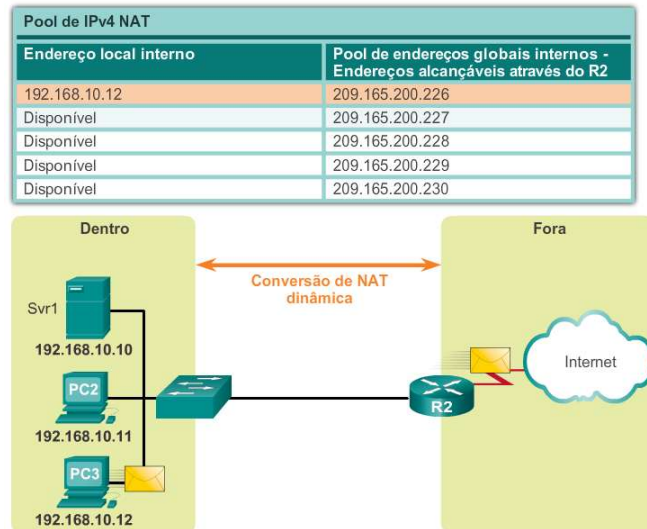 Pool de IPv4 NAT
Endereço local interno
Pool de endereços globais internos -
Endereços alcançáveis através do R2
192.168.10.12
209.165.200.226
Disponível
209.165.200.227
Disponível
209.165.200.228
Disponível
209.165.200.229
Disponível
209.165.200.230
Dentro
Fora
Conversão de NAT
dinâmica
Svr1
192.168.10.10
PC2
192.168.10.11
PC3
192.168.10.12
R2
Internet